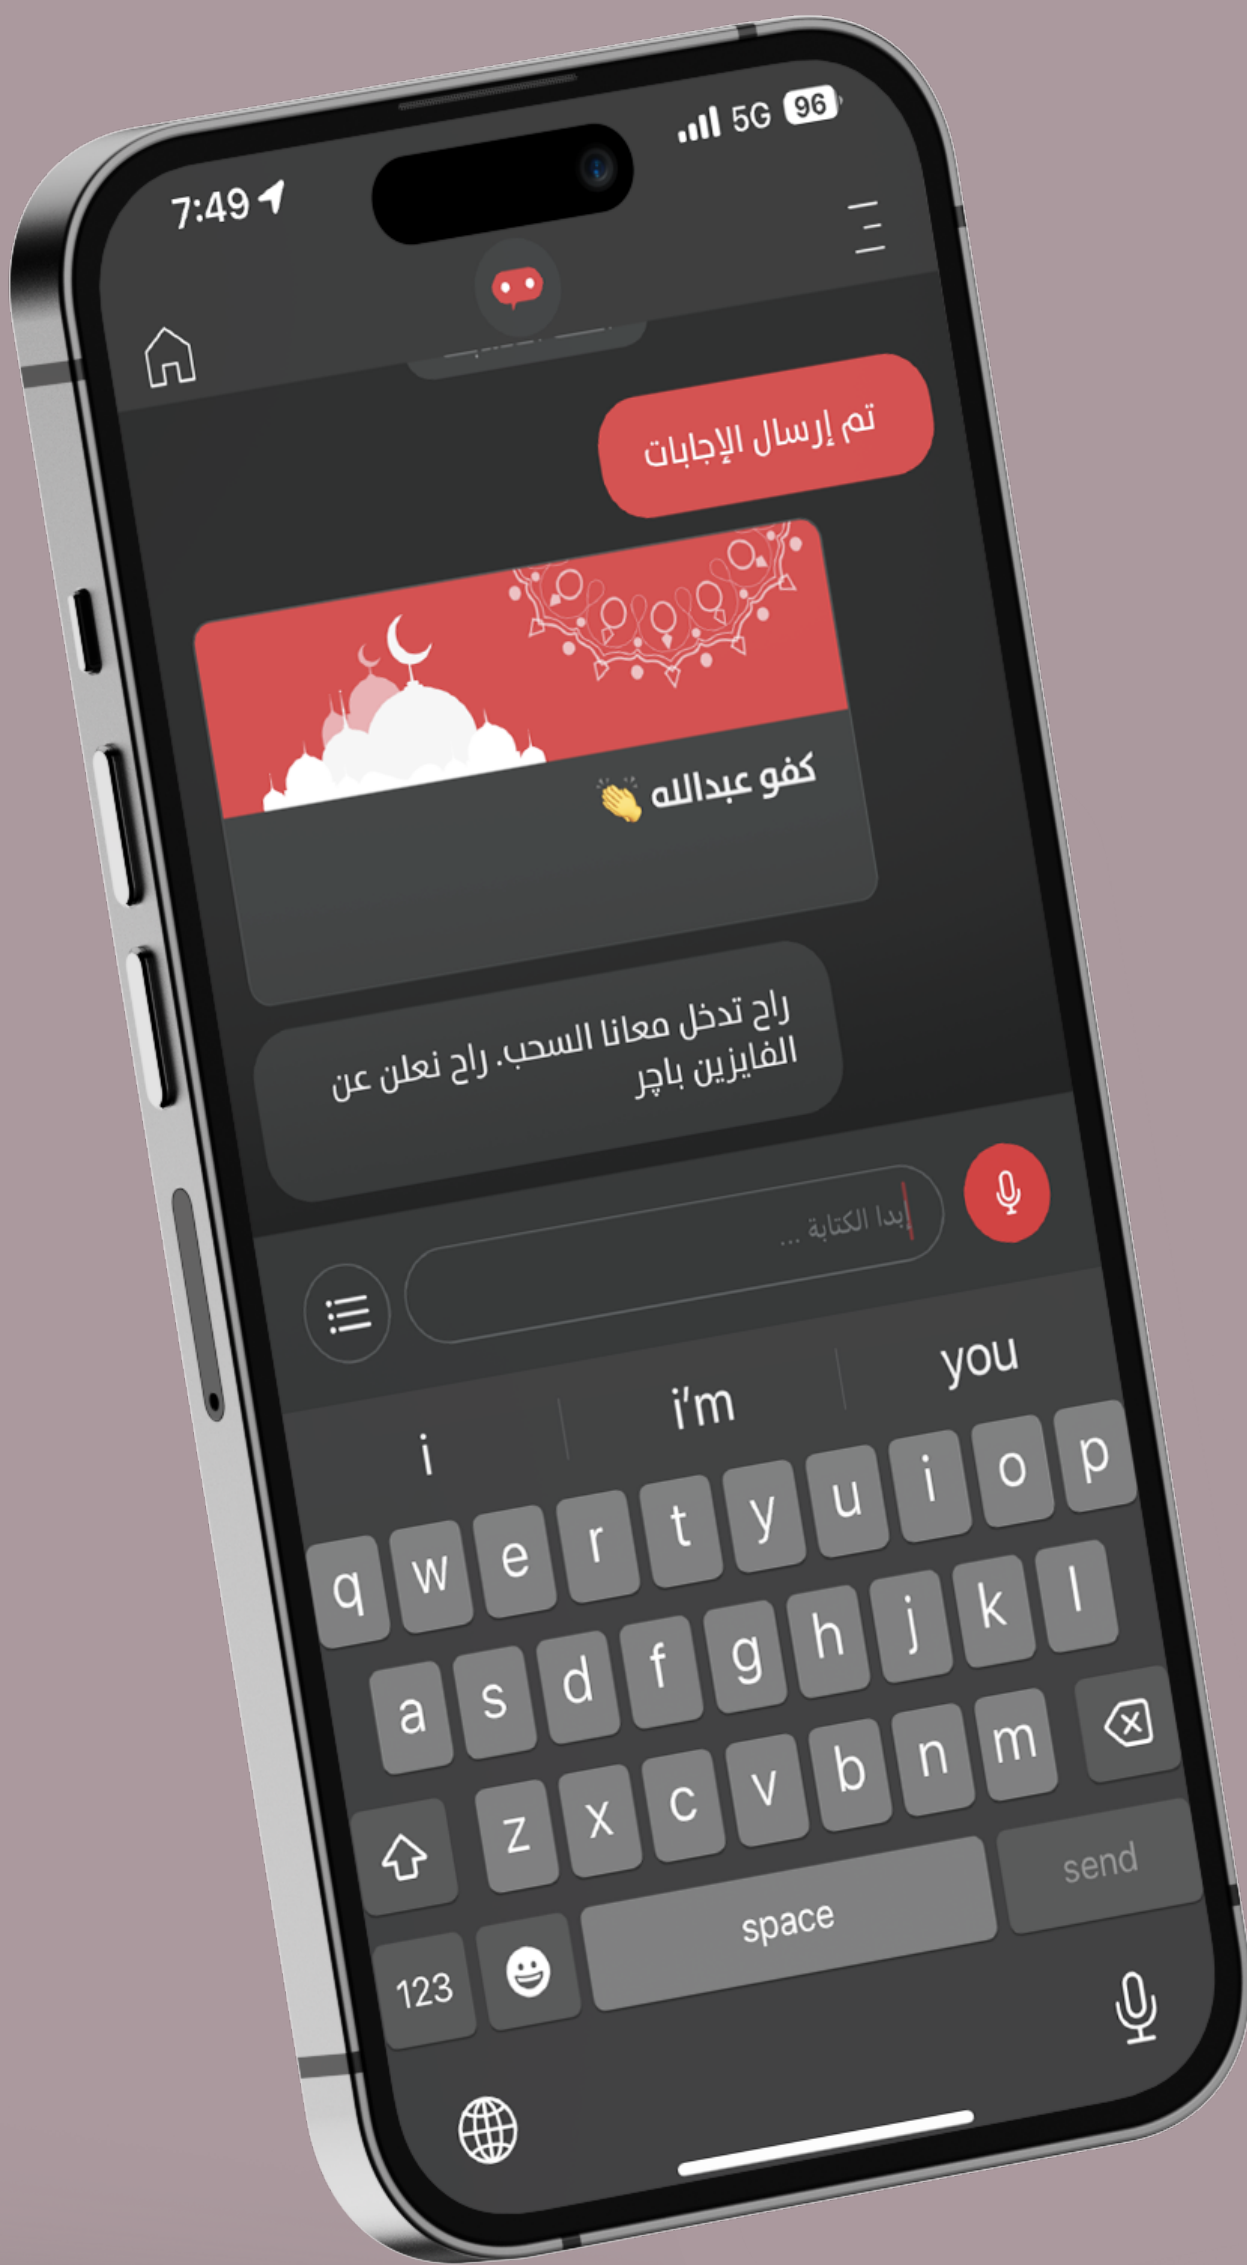 7:49
5G 96
تم إرسال الإجابات
كفو عبدالله 👏
راح تدخل معانا السحب. راح نعلن عن
الفايزين باچر
إبدا الكتابة ...
i i'm you
q w e r t y u i o p
a s d f g h j k l
z x c v b n m
123 space send